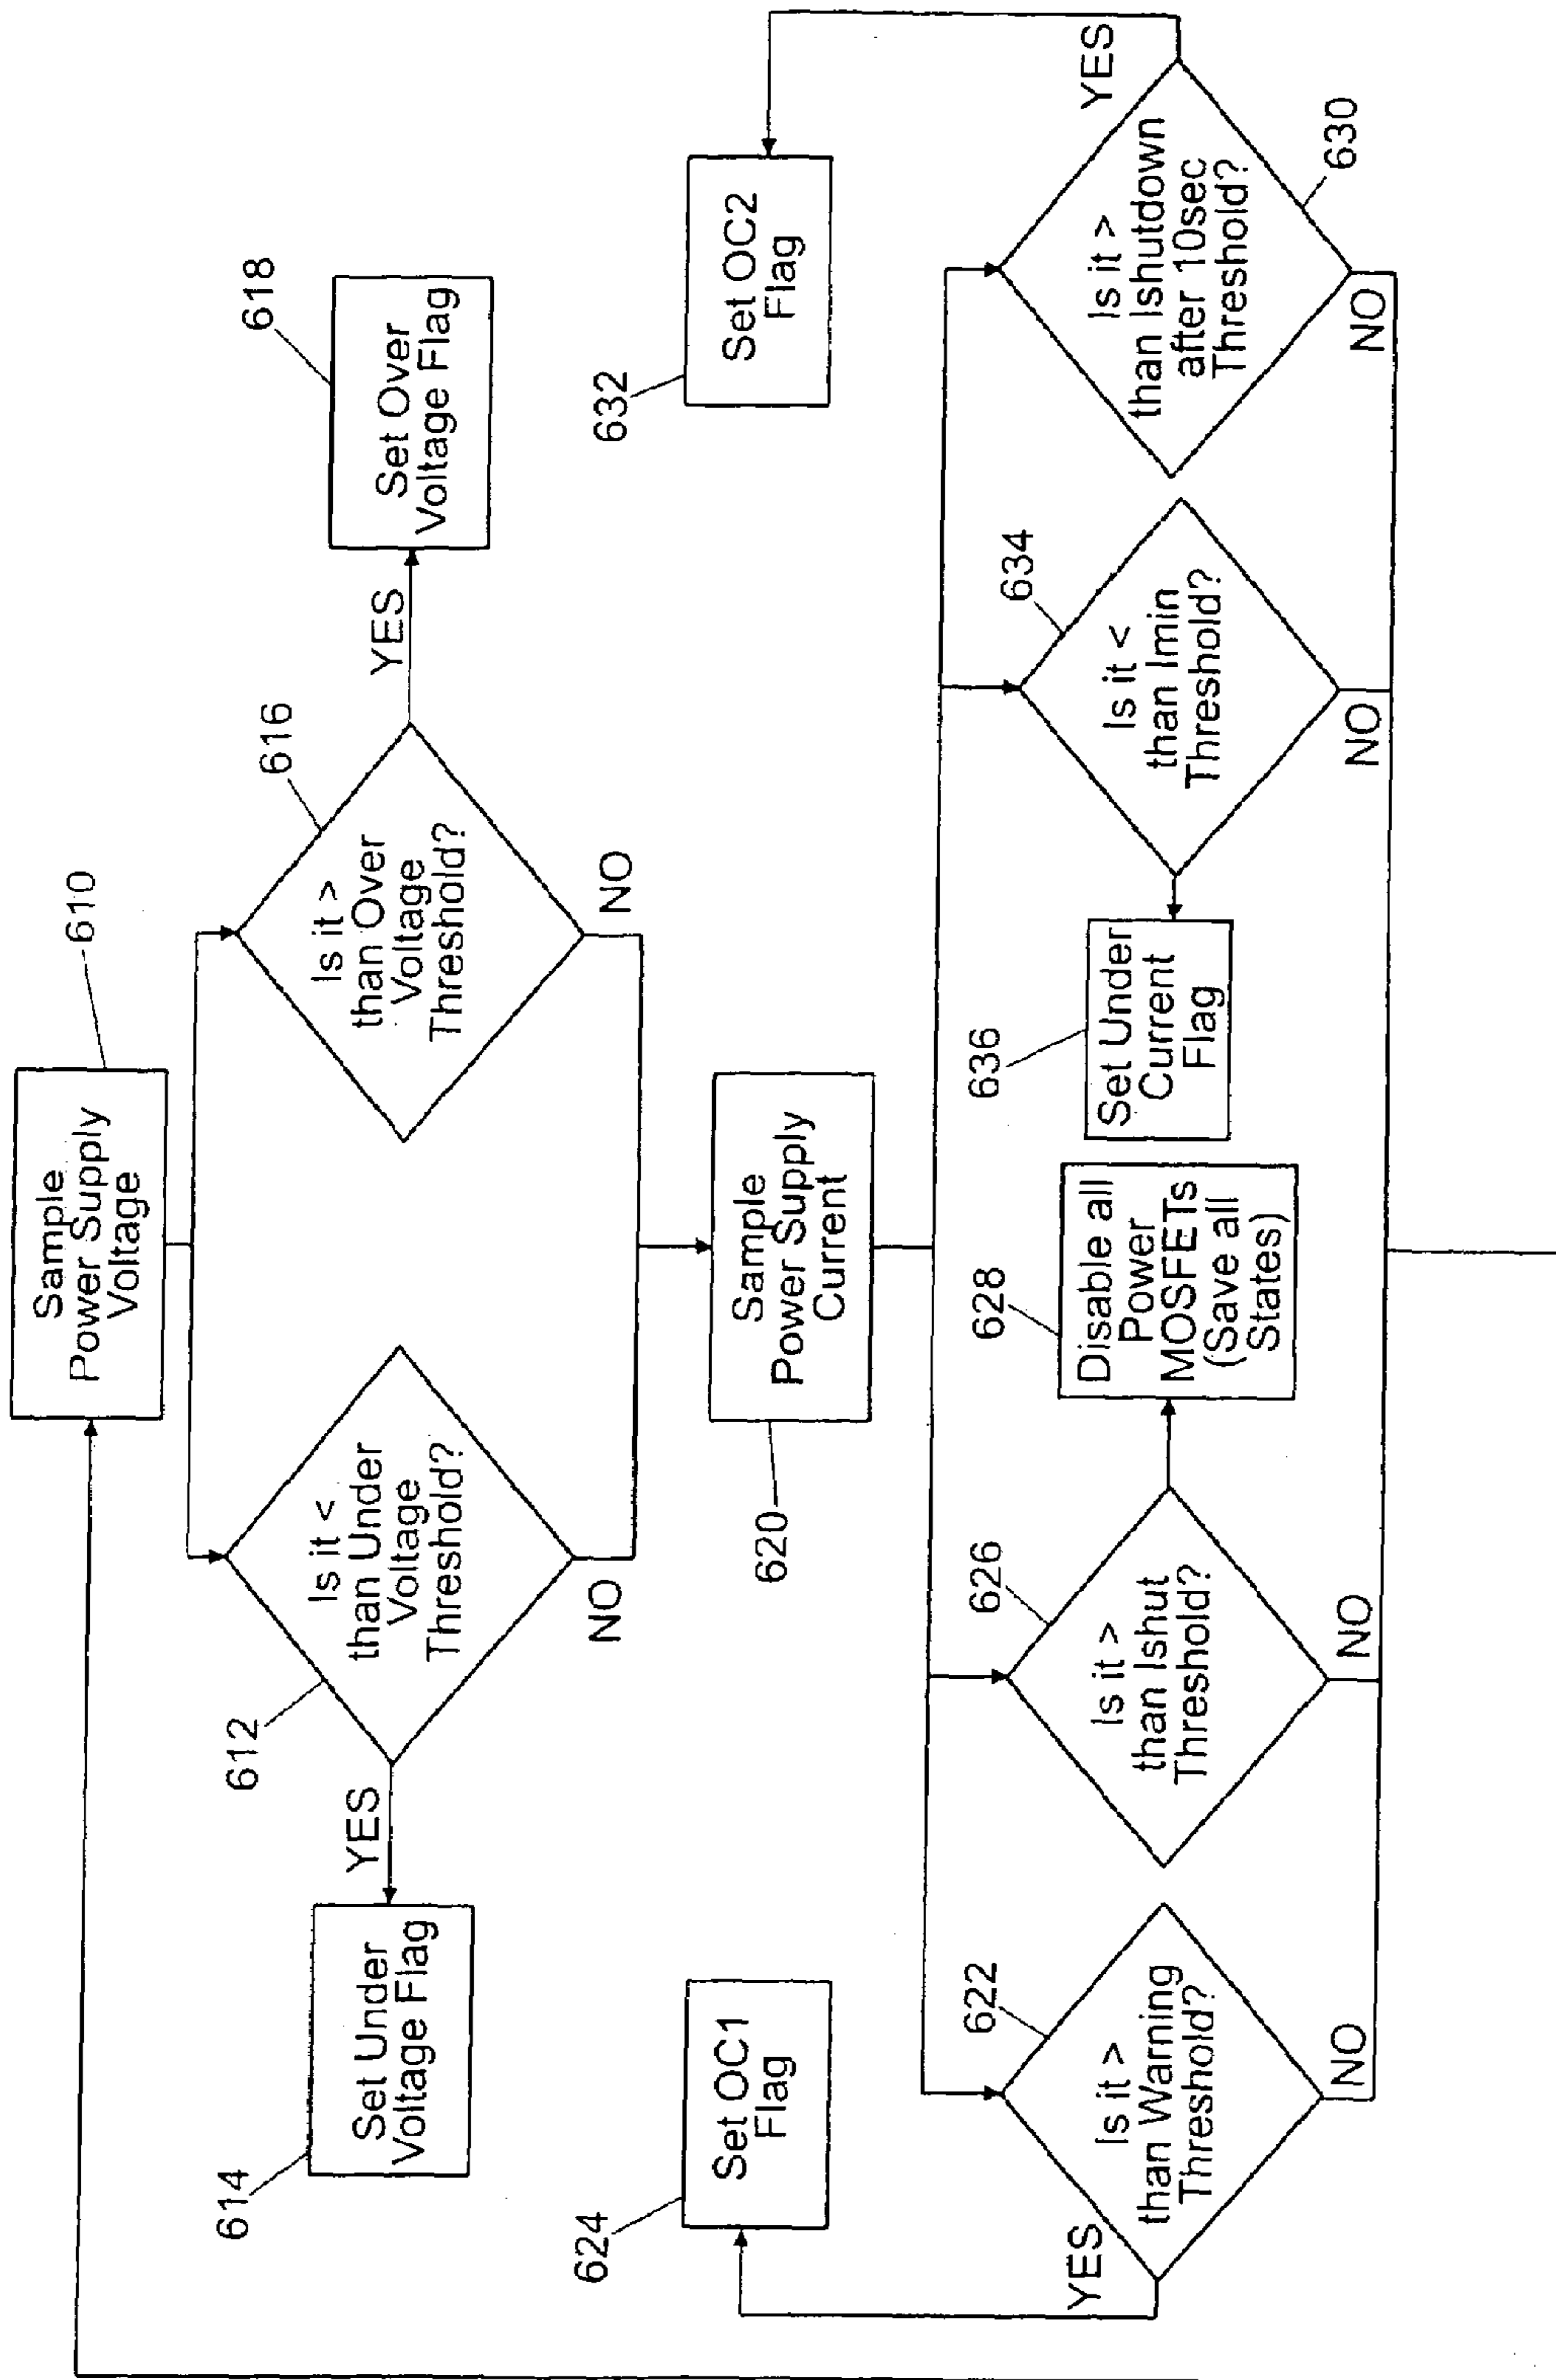 Sample
Power Supply
Voltage
610
Is it <
than Under
Voltage
Threshold?
612
YES
NO
Set Under
Voltage Flag
614
Is it >
than Over
Voltage
Threshold?
616
YES
NO
Set Over
Voltage Flag
618
Sample
Power Supply
Current
620
Set OC1
Flag
624
Is it >
than Warning
Threshold?
622
YES
NO
Is it >
than Ishut
Threshold?
626
NO
Disable all
Power
MOSFETs
(Save all
States)
628
Set Under
Current
Flag
636
Is it <
than Imin
Threshold?
634
NO
Set OC2
Flag
632
Is it >
than Ishutdown
after 10sec
Threshold?
630
YES
NO